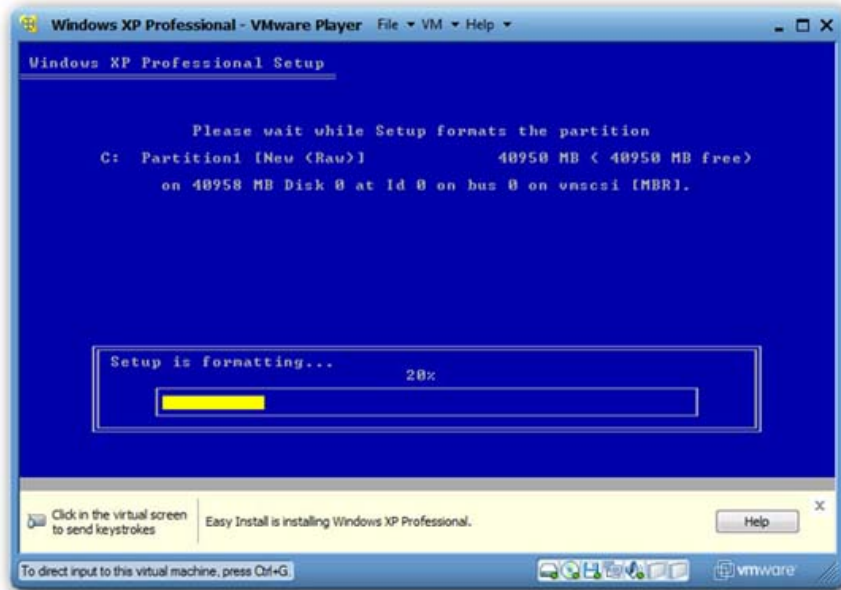 Windows XP Professional - VMware Player File VM Help
Windows XP Professional Setup
Please wait while Setup formats the partition
C: Partition1 [New (Raw)] 40950 MB ( 40950 MB free)
on 40958 MB Disk 0 at Id 0 on bus 0 on vmscsi [MBR].
Setup is formatting...
20%
Click in the virtual screen
to send keystrokes
Easy Install is installing Windows XP Professional.
Help
To direct input to this virtual machine, press Ctrl+G.
vmware